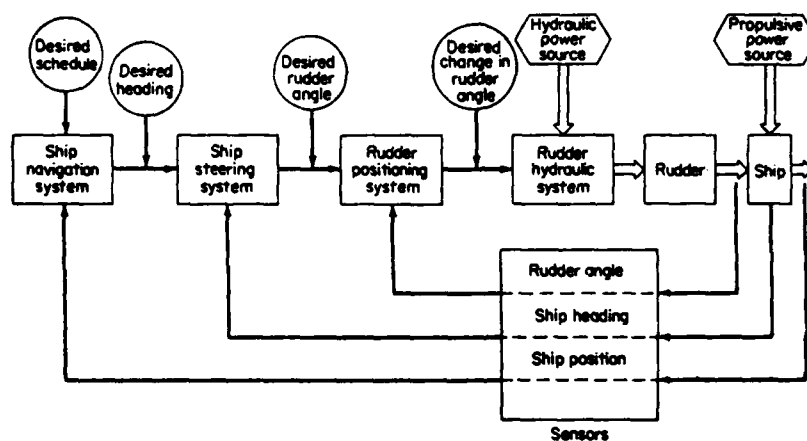 Desired
schedule
Desired
heading
Desired
rudder
angle
Desired
change in
rudder
angle
Hydraulic
power
source
Propulsive
power
source
Ship
navigation
system
Ship
steering
system
Rudder
positioning
system
Rudder
hydraulic
system
Rudder
Ship
Rudder angle
Ship heading
Ship position
Sensors